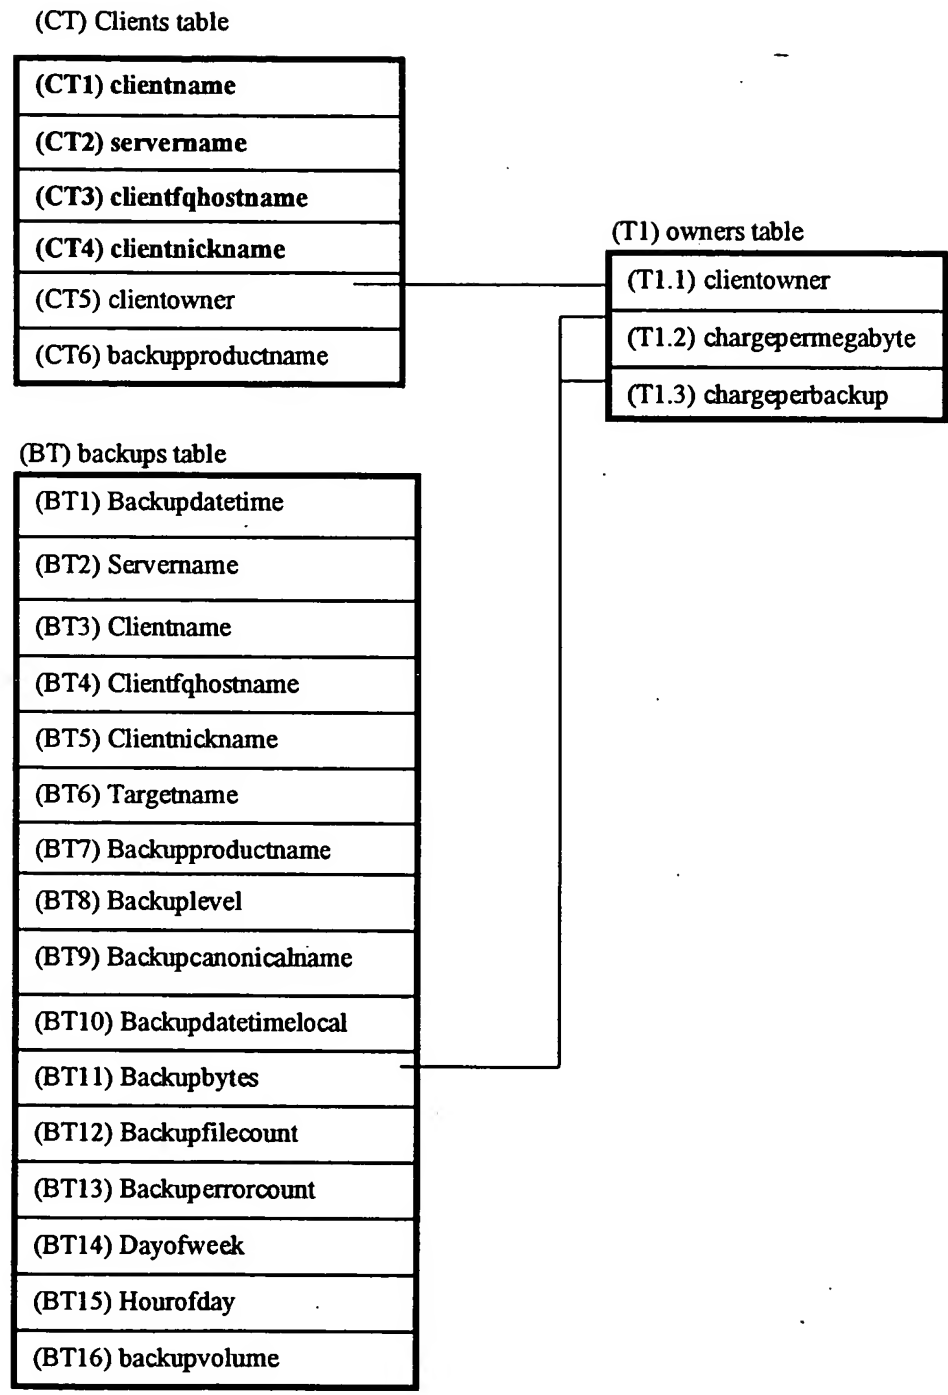 (CT) Clients table
(CT1) clientname
(CT2) servername
(CT3) clientfqhostname
(CT4) clientnickname
(CT5) clientowner
(CT6) backupproductname
(T1) owners table
(T1.1) clientowner
(T1.2) chargepermegabyte
(T1.3) chargeperbackup
(BT) backups table
(BT1) Backupdatetime
(BT2) Servername
(BT3) Clientname
(BT4) Clientfqhostname
(BT5) Clientnickname
(BT6) Targetname
(BT7) Backupproductname
(BT8) Backuplevel
(BT9) Backupcanonicalname
(BT10) Backupdatetimelocal
(BT11) Backupbytes
(BT12) Backupfilecount
(BT13) Backuperrorcount
(BT14) Dayofweek
(BT15) Hourofday
(BT16) backupvolume